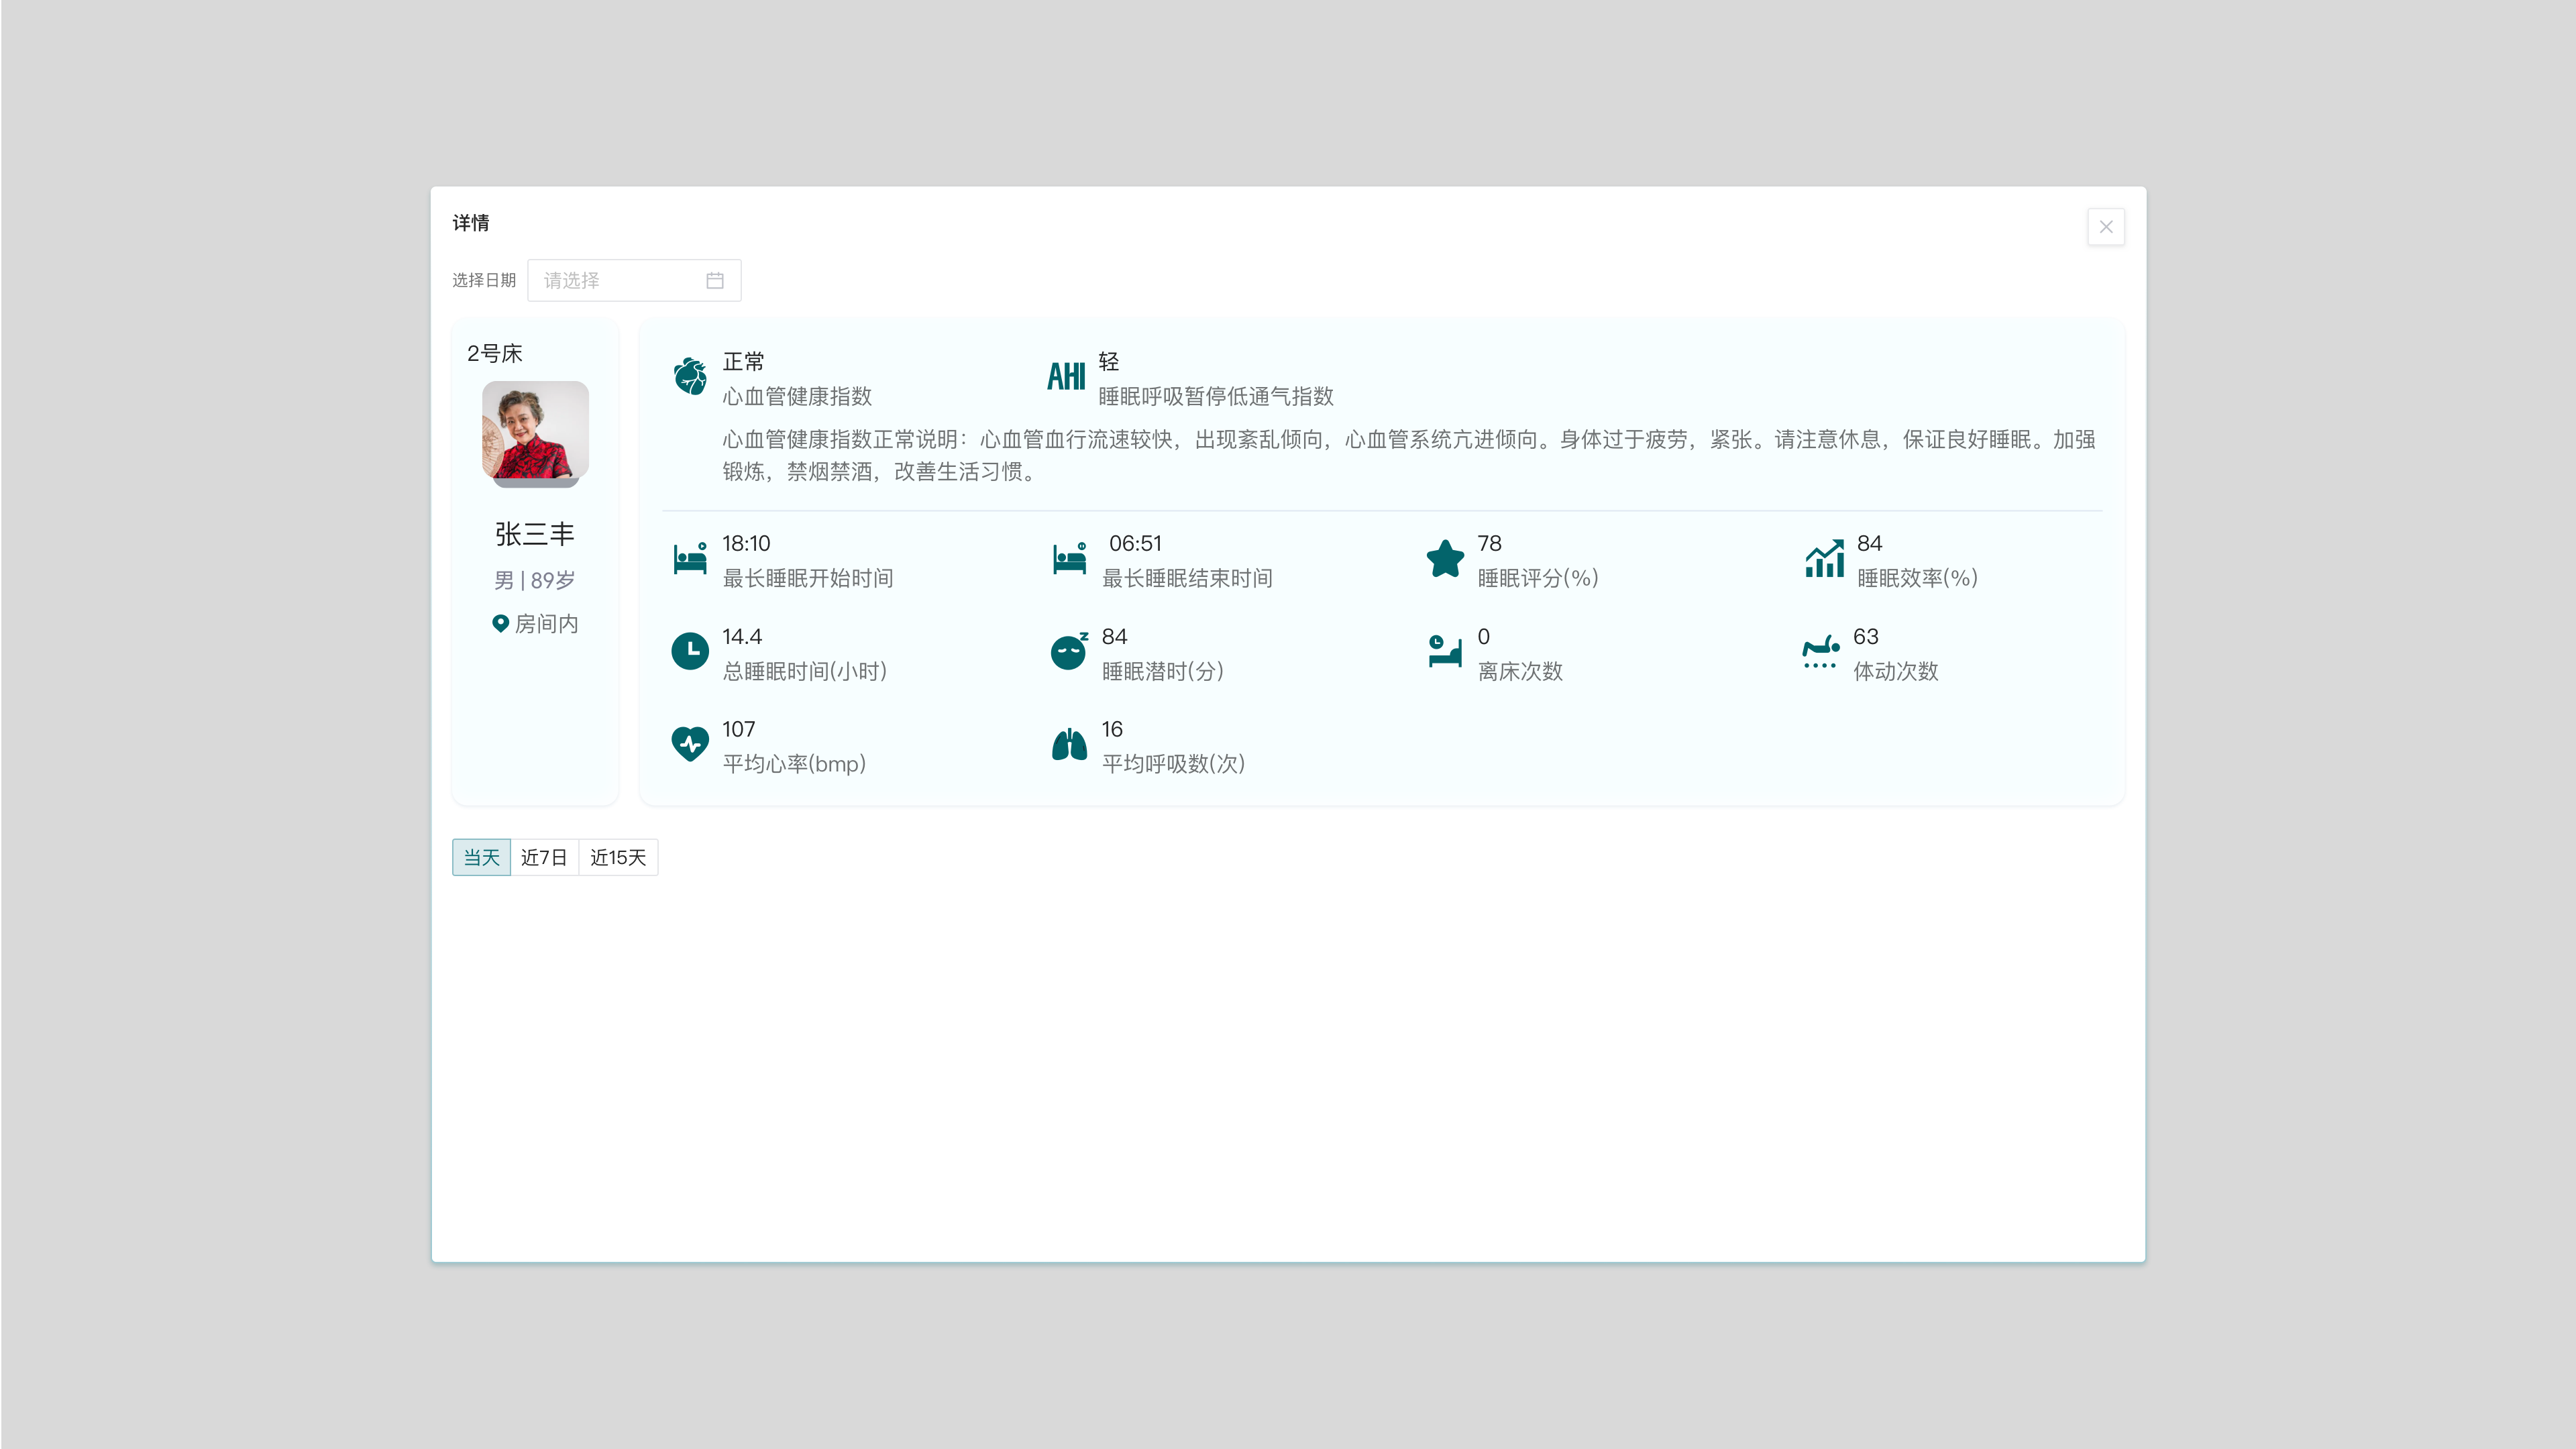 详情
选择日期 请选择
2号床
张三丰
男 | 89岁
房间内
正常
心血管健康指数
AHI
轻
睡眠呼吸暂停低通气指数
心血管健康指数正常说明：心血管血行流速较快，出现紊乱倾向，心血管系统亢进倾向。身体过于疲劳，紧张。请注意休息，保证良好睡眠。加强
锻炼，禁烟禁酒，改善生活习惯。
18:10
最长睡眠开始时间
06:51
最长睡眠结束时间
78
睡眠评分(%)
84
睡眠效率(%)
14.4
总睡眠时间(小时)
z
84
睡眠潜时(分)
0
离床次数
63
体动次数
107
平均心率(bmp)
16
平均呼吸数(次)
当天 近7日 近15天